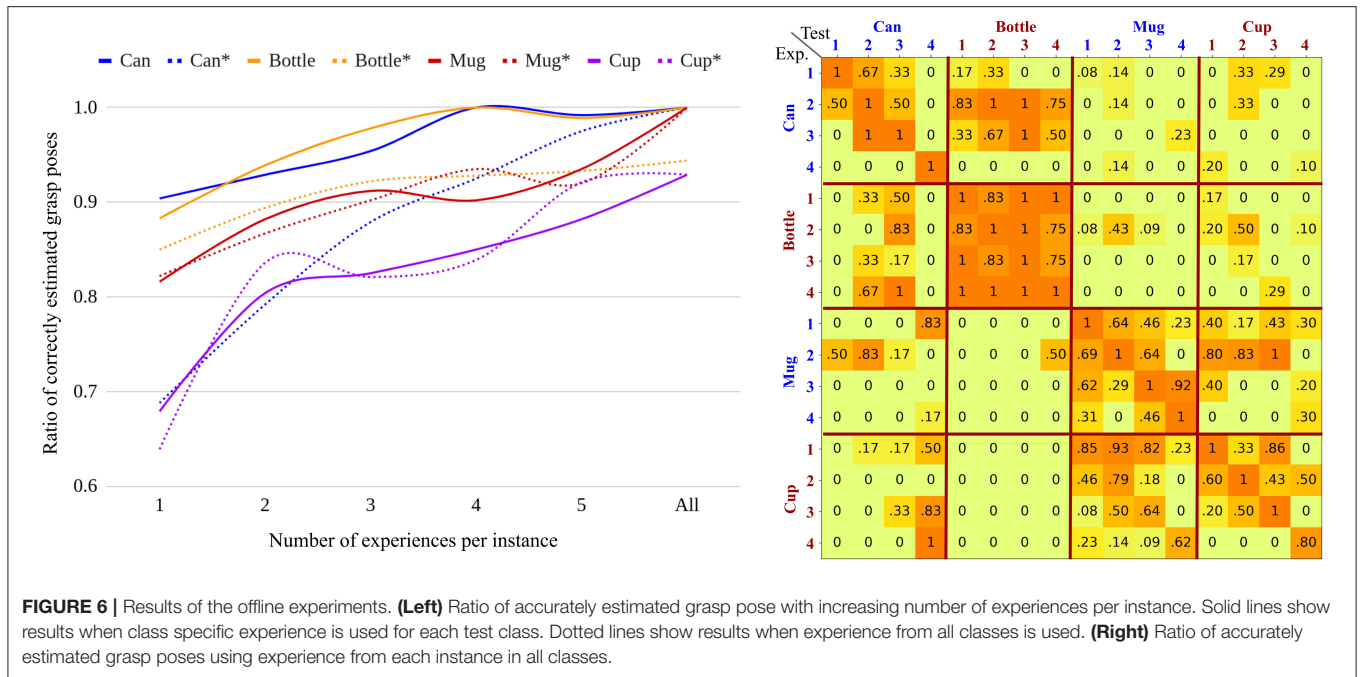 Can Can* Bottle Bottle* Mug Mug* Cup Cup*
Ratio of correctly estimated grasp poses
1.0
0.9
0.8
0.7
0.6
1 2 3 4 5 All
Number of experiences per instance
Test
Exp.
Can Bottle Mug Cup
1 2 3 4 1 2 3 4 1 2 3 4 1 2 3 4
Can
1 1 .67 .33 0 .17 .33 0 0 .08 .14 0 0 0 .33 .29 0
2 .50 1 .50 0 .83 1 1 .75 0 .14 0 0 0 .33 0 0
3 0 1 1 0 .33 .67 1 .50 0 0 0 .23 0 0 0 0
4 0 0 0 1 0 0 0 0 0 .14 0 0 .20 0 0 .10
Bottle
1 0 .33 .50 0 1 .83 1 1 0 0 0 0 .17 0 0 0
2 0 0 .83 0 .83 1 1 .75 .08 .43 .09 0 .20 .50 0 .10
3 0 .33 .17 0 1 .83 1 .75 0 0 0 0 0 .17 0 0
4 0 .67 1 0 1 1 1 1 0 0 0 0 0 0 .29 0
Mug
1 0 0 0 .83 0 0 0 0 1 .64 .46 .23 .40 .17 .43 .30
2 .50 .83 .17 0 0 0 0 .50 .69 1 .64 0 .80 .83 1 0
3 0 0 0 0 0 0 0 0 .62 .29 1 .92 .40 0 0 .20
4 0 0 0 .17 0 0 0 0 .31 0 .46 1 0 0 0 .30
Cup
1 0 .17 .17 .50 0 0 0 0 .85 .93 .82 .23 1 .33 .86 0
2 0 0 0 0 0 0 0 0 .46 .79 .18 0 .60 1 .43 .50
3 0 0 .33 .83 0 0 0 0 .08 .50 .64 0 .20 .50 1 0
4 0 0 0 1 0 0 0 0 .23 .14 .09 .62 0 0 0 .80
FIGURE 6 | Results of the offline experiments. (Left) Ratio of accurately estimated grasp pose with increasing number of experiences per instance. Solid lines show
results when class specific experience is used for each test class. Dotted lines show results when experience from all classes is used. (Right) Ratio of accurately
estimated grasp poses using experience from each instance in all classes.